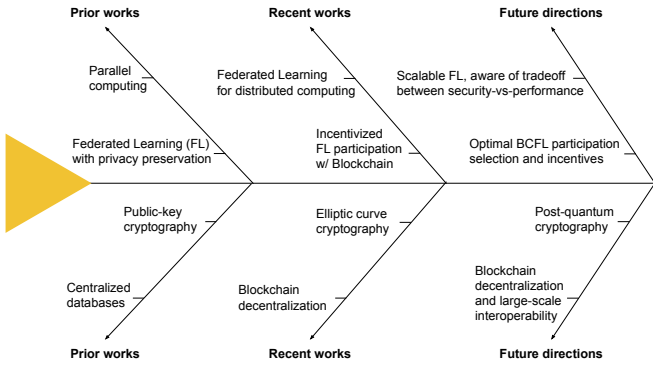 Prior works
Recent works
Future directions
Parallel
computing
Federated Learning
for distributed computing
Scalable FL, aware of tradeoff
between security-vs-performance
Federated Learning (FL)
with privacy preservation
Incentivized
FL participation
w/ Blockchain
Optimal BCFL participation
selection and incentives
Public-key
cryptography
Elliptic curve
cryptography
Post-quantum
cryptography
Centralized
databases
Blockchain
decentralization
Blockchain
decentralization
and large-scale
interoperability
Prior works
Recent works
Future directions